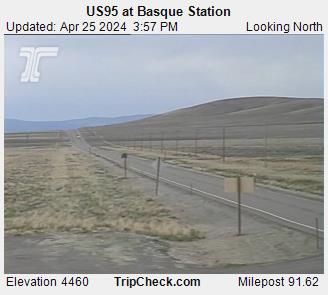 US95 at Basque Station
Updated: Apr 25 2024  3:57 PM Looking North
Elevation 4460 TripCheck.com Milepost 91.62